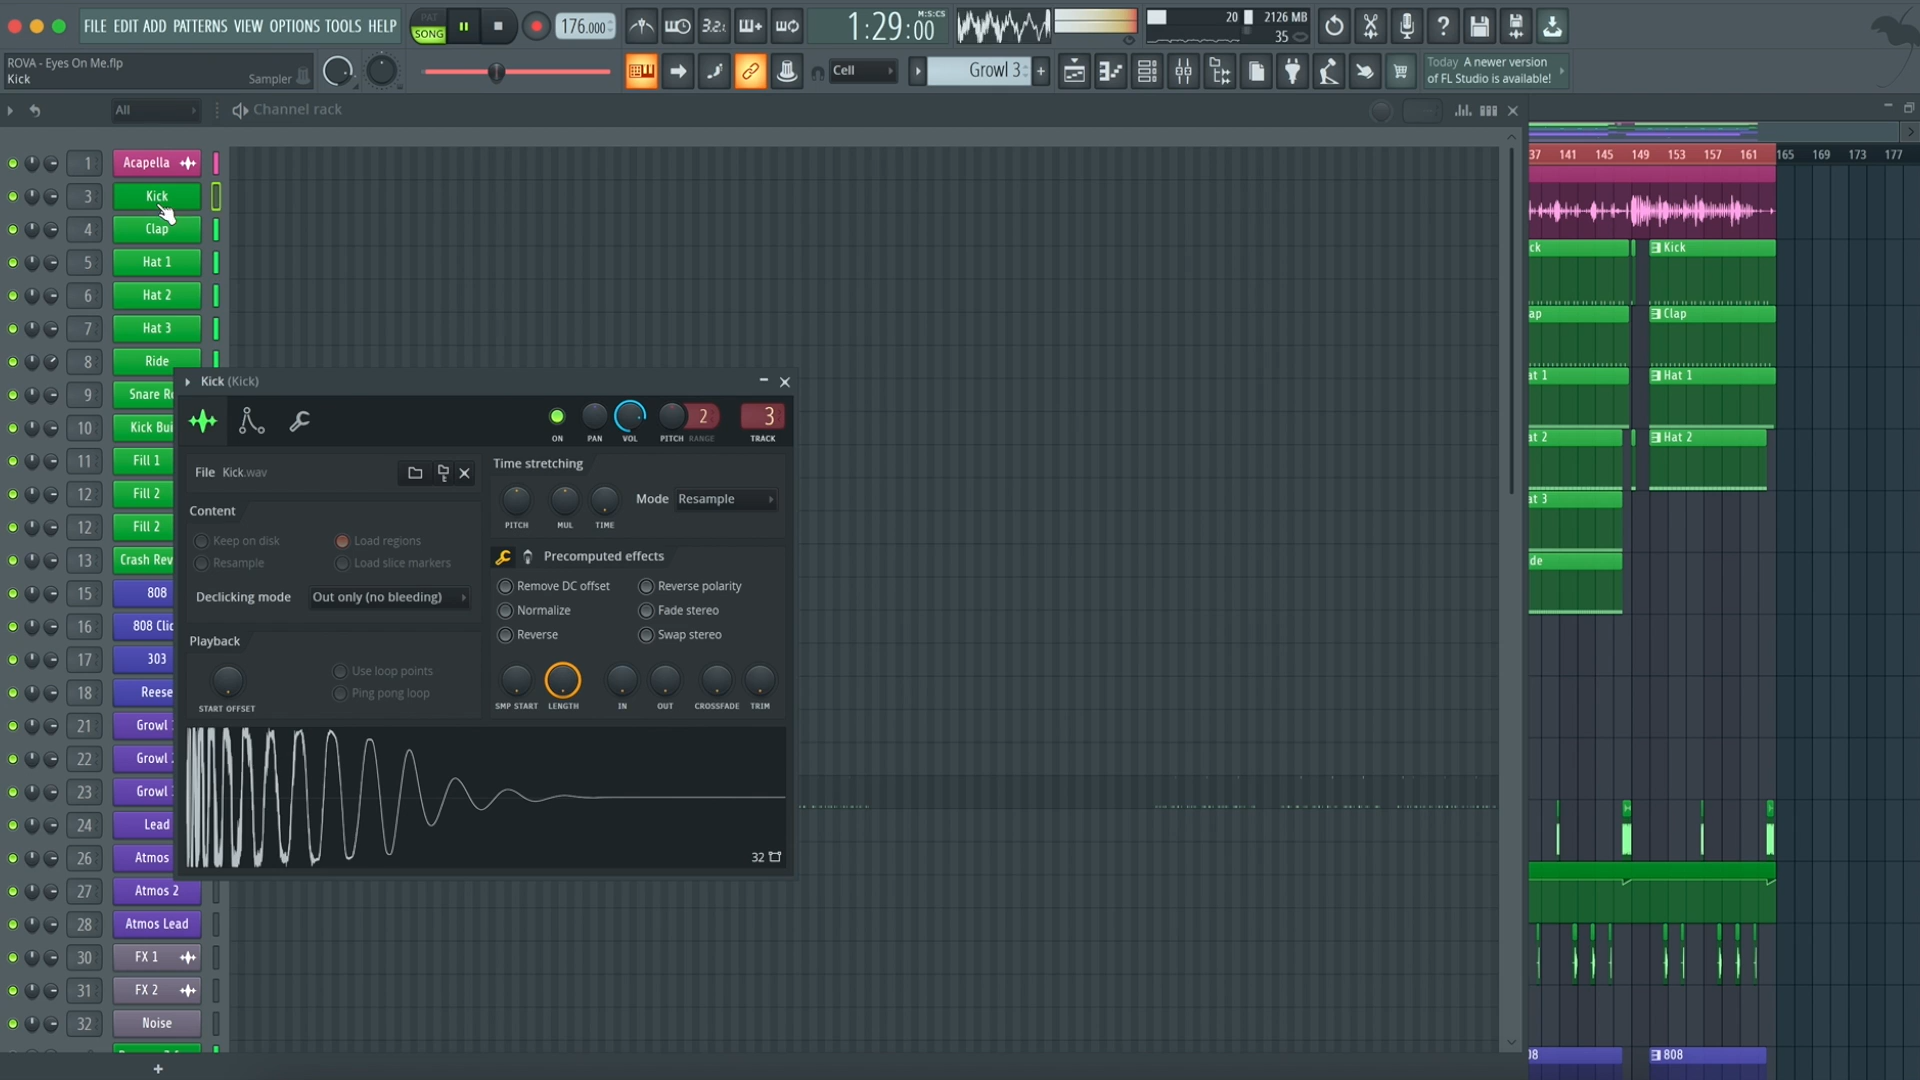 FILE EDIT ADD PATTERNS VIEW OPTIONS TOOLS HELP
PAT
SONG
176.000
3.2.
1:29:00
M:S:CS
20
2126 MB
35
ROVA - Eyes On Me.flp
Kick
Sampler
Cell
Growl 3
Today A newer version
of FL Studio is available!
All
Channel rack
1 Acapella
3 Kick
4 Clap
5 Hat 1
6 Hat 2
7 Hat 3
8 Ride
9 Snare R
10 Kick Bui
11 Fill 1
12 Fill 2
12 Fill 2
13 Crash Rev
15 808
16 808 Clic
17 303
18 Reese
21 Growl
22 Growl
23 Growl
24 Lead
26 Atmos
27 Atmos 2
28 Atmos Lead
30 FX 1
31 FX 2
32 Noise
Kick (Kick)
ON
PAN
VOL
PITCH
2
RANGE
3
TRACK
File Kick.wav
Content
Keep on disk
Load regions
Resample
Load slice markers
Declicking mode Out only (no bleeding)
Playback
START OFFSET
Use loop points
Ping pong loop
Time stretching
PITCH
MUL
TIME
Mode Resample
Precomputed effects
Remove DC offset
Reverse polarity
Normalize
Fade stereo
Reverse
Swap stereo
SMP START
LENGTH
IN
OUT
CROSSFADE
TRIM
32
37 141 145 149 153 157 161 165 169 173 177
ck
Kick
ap
Clap
at 1
Hat 1
at 2
Hat 2
at 3
de
08
808